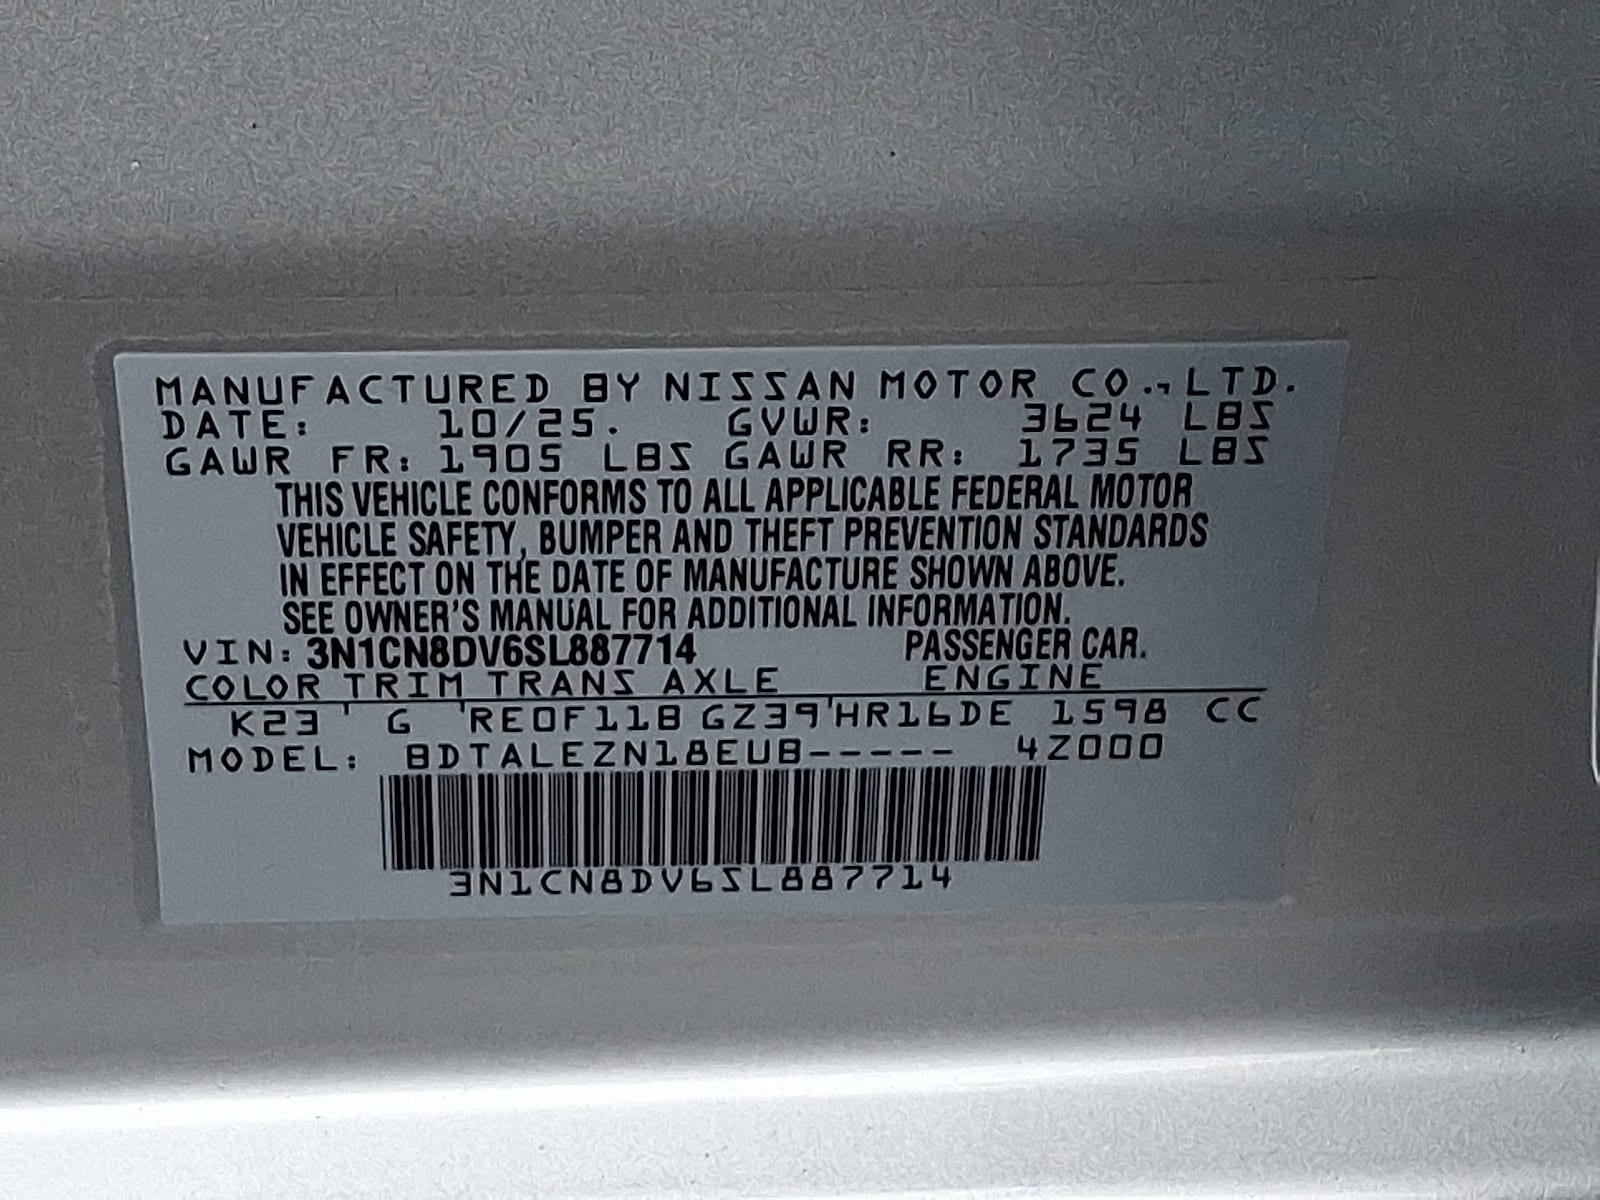 MANUFACTURED BY NISSAN MOTOR CO., LTD.
DATE: 10/25. GVWR: 3624 LBS
GAWR FR: 1905 LBS GAWR RR: 1735 LBS
THIS VEHICLE CONFORMS TO ALL APPLICABLE FEDERAL MOTOR
VEHICLE SAFETY, BUMPER AND THEFT PREVENTION STANDARDS
IN EFFECT ON THE DATE OF MANUFACTURE SHOWN ABOVE.
SEE OWNER'S MANUAL FOR ADDITIONAL INFORMATION.
VIN: 3N1CN8DV6SL887714 PASSENGER CAR.
COLOR TRIM TRANS AXLE ENGINE
K23 ' G 'RE0F11B GZ39'HR16DE 1598 CC
MODEL: BDTALEZN18EUB----- 4Z000
3N1CN8DV6SL887714